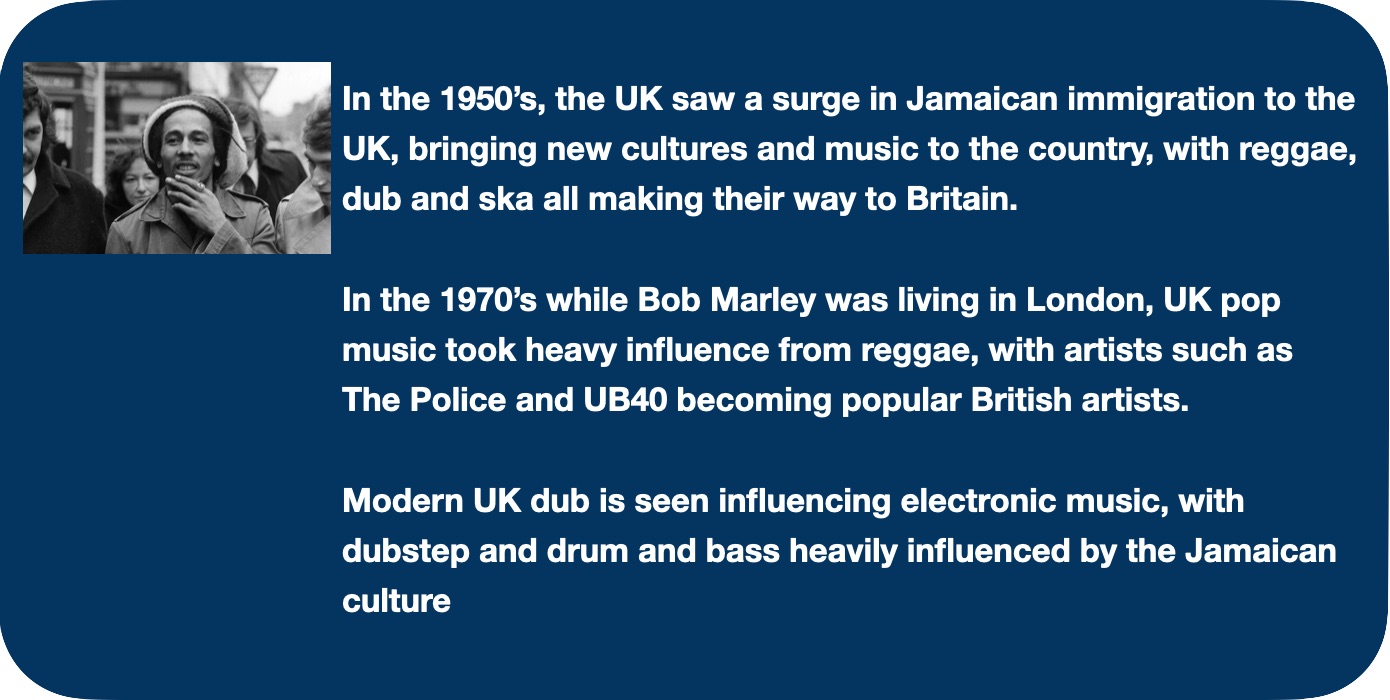 In the 1950’s, the UK saw a surge in Jamaican immigration to the
UK, bringing new cultures and music to the country, with reggae,
dub and ska all making their way to Britain.
In the 1970’s while Bob Marley was living in London, UK pop
music took heavy influence from reggae, with artists such as
The Police and UB40 becoming popular British artists.
Modern UK dub is seen influencing electronic music, with
dubstep and drum and bass heavily influenced by the Jamaican
culture